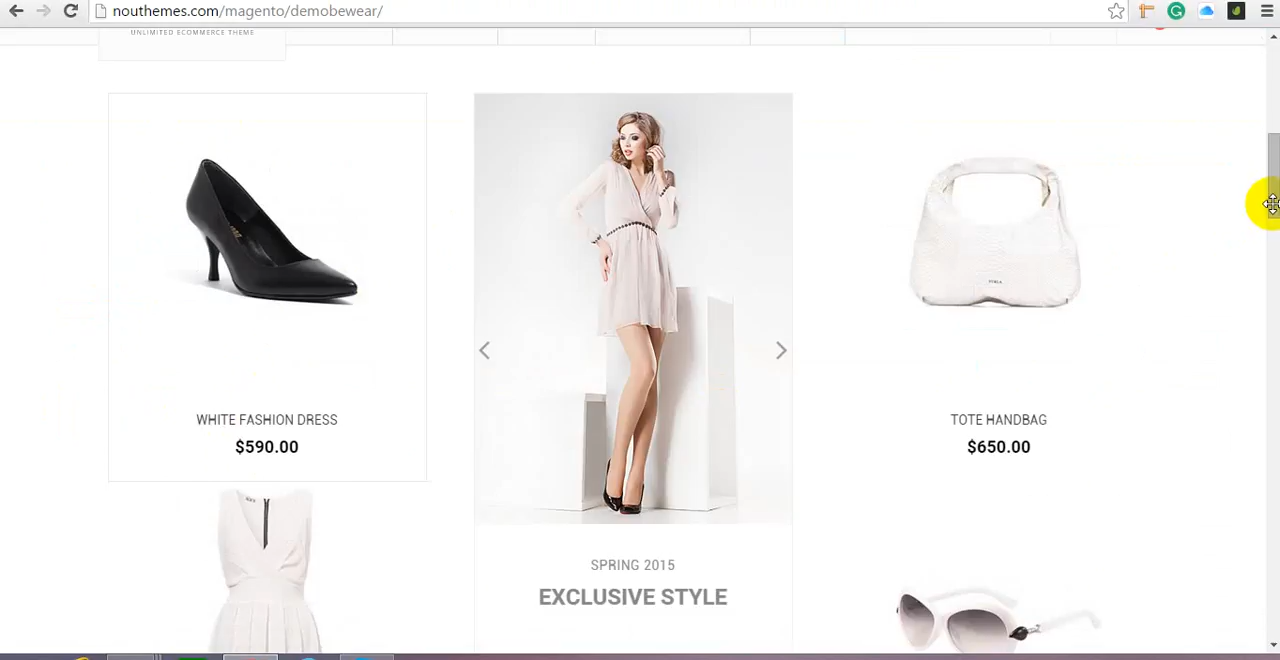 nouthemes.com/magento/demobewear/
UNLIMITED ECOMMERCE THEME
WHITE FASHION DRESS
$590.00
TOTE HANDBAG
$650.00
SPRING 2015
EXCLUSIVE STYLE
FURLA